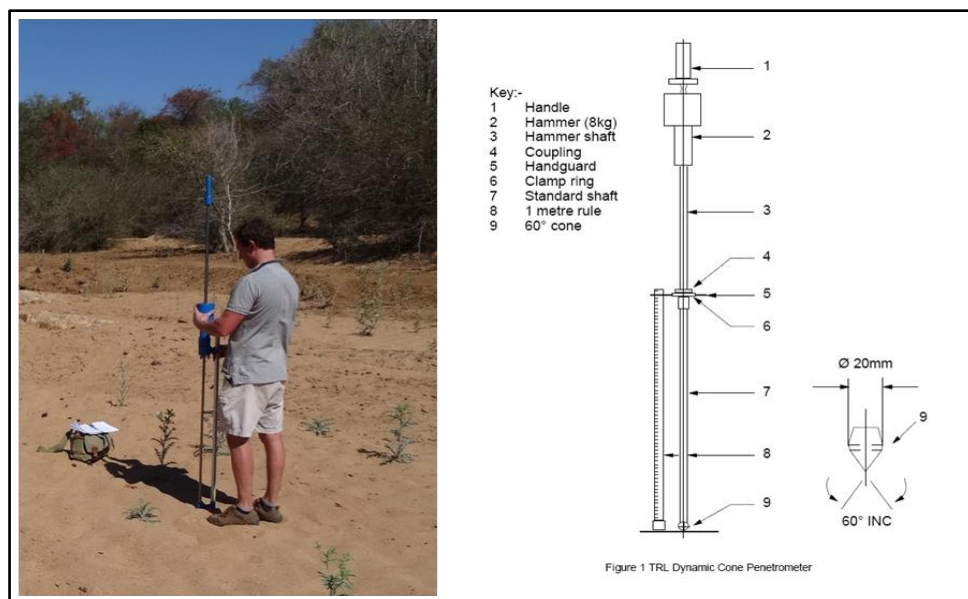 Key:-
1 Handle
2 Hammer (8kg)
3 Hammer shaft
4 Coupling
5 Handguard
6 Clamp ring
7 Standard shaft
8 1 metre rule
9 60° cone
1
2
3
4
5
6
7
8
9
Ø 20mm
9
60° INC
Figure 1 TRL Dynamic Cone Penetrometer